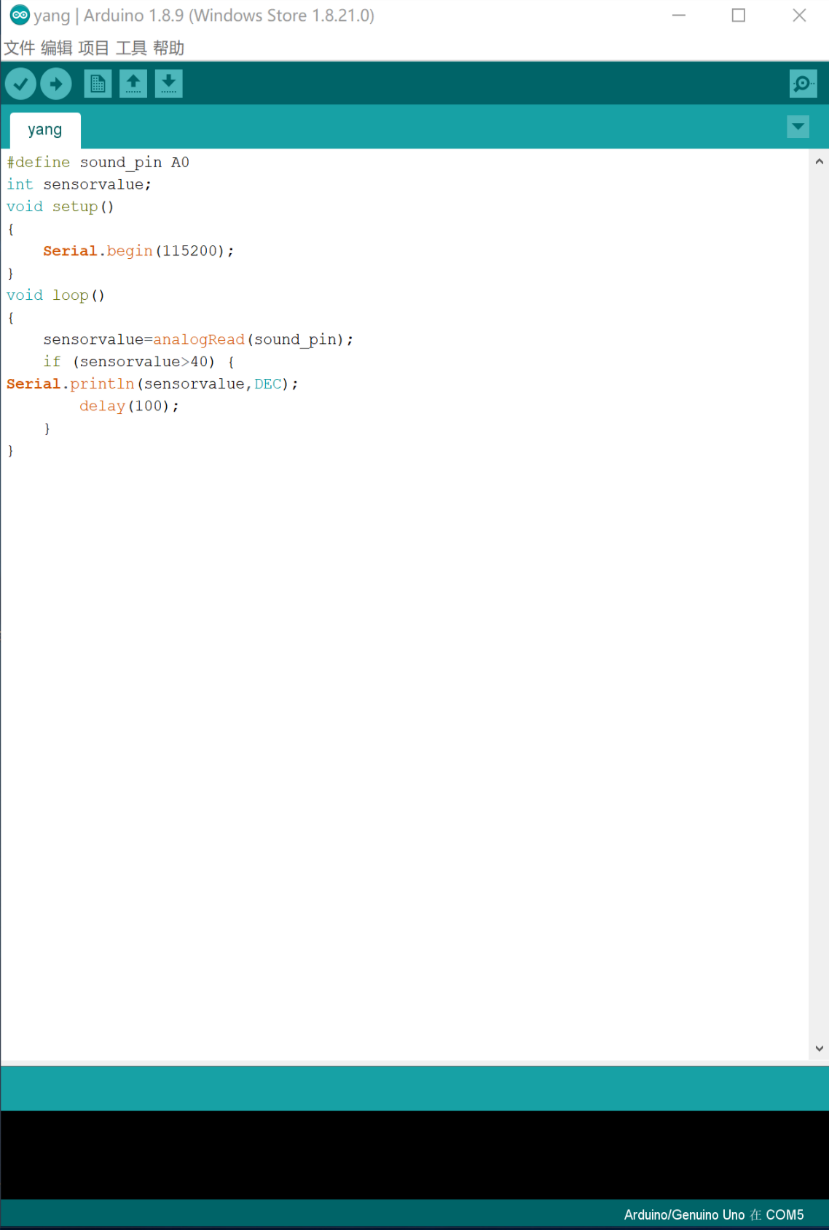 yang | Arduino 1.8.9 (Windows Store 1.8.21.0)
文件 编辑 项目 工具 帮助
yang
#define sound_pin A0
int sensorvalue;
void setup()
{
    Serial.begin(115200);
}
void loop()
{
    sensorvalue=analogRead(sound_pin);
    if (sensorvalue>40) {
Serial.println(sensorvalue,DEC);
        delay(100);
    }
}
Arduino/Genuino Uno 在 COM5